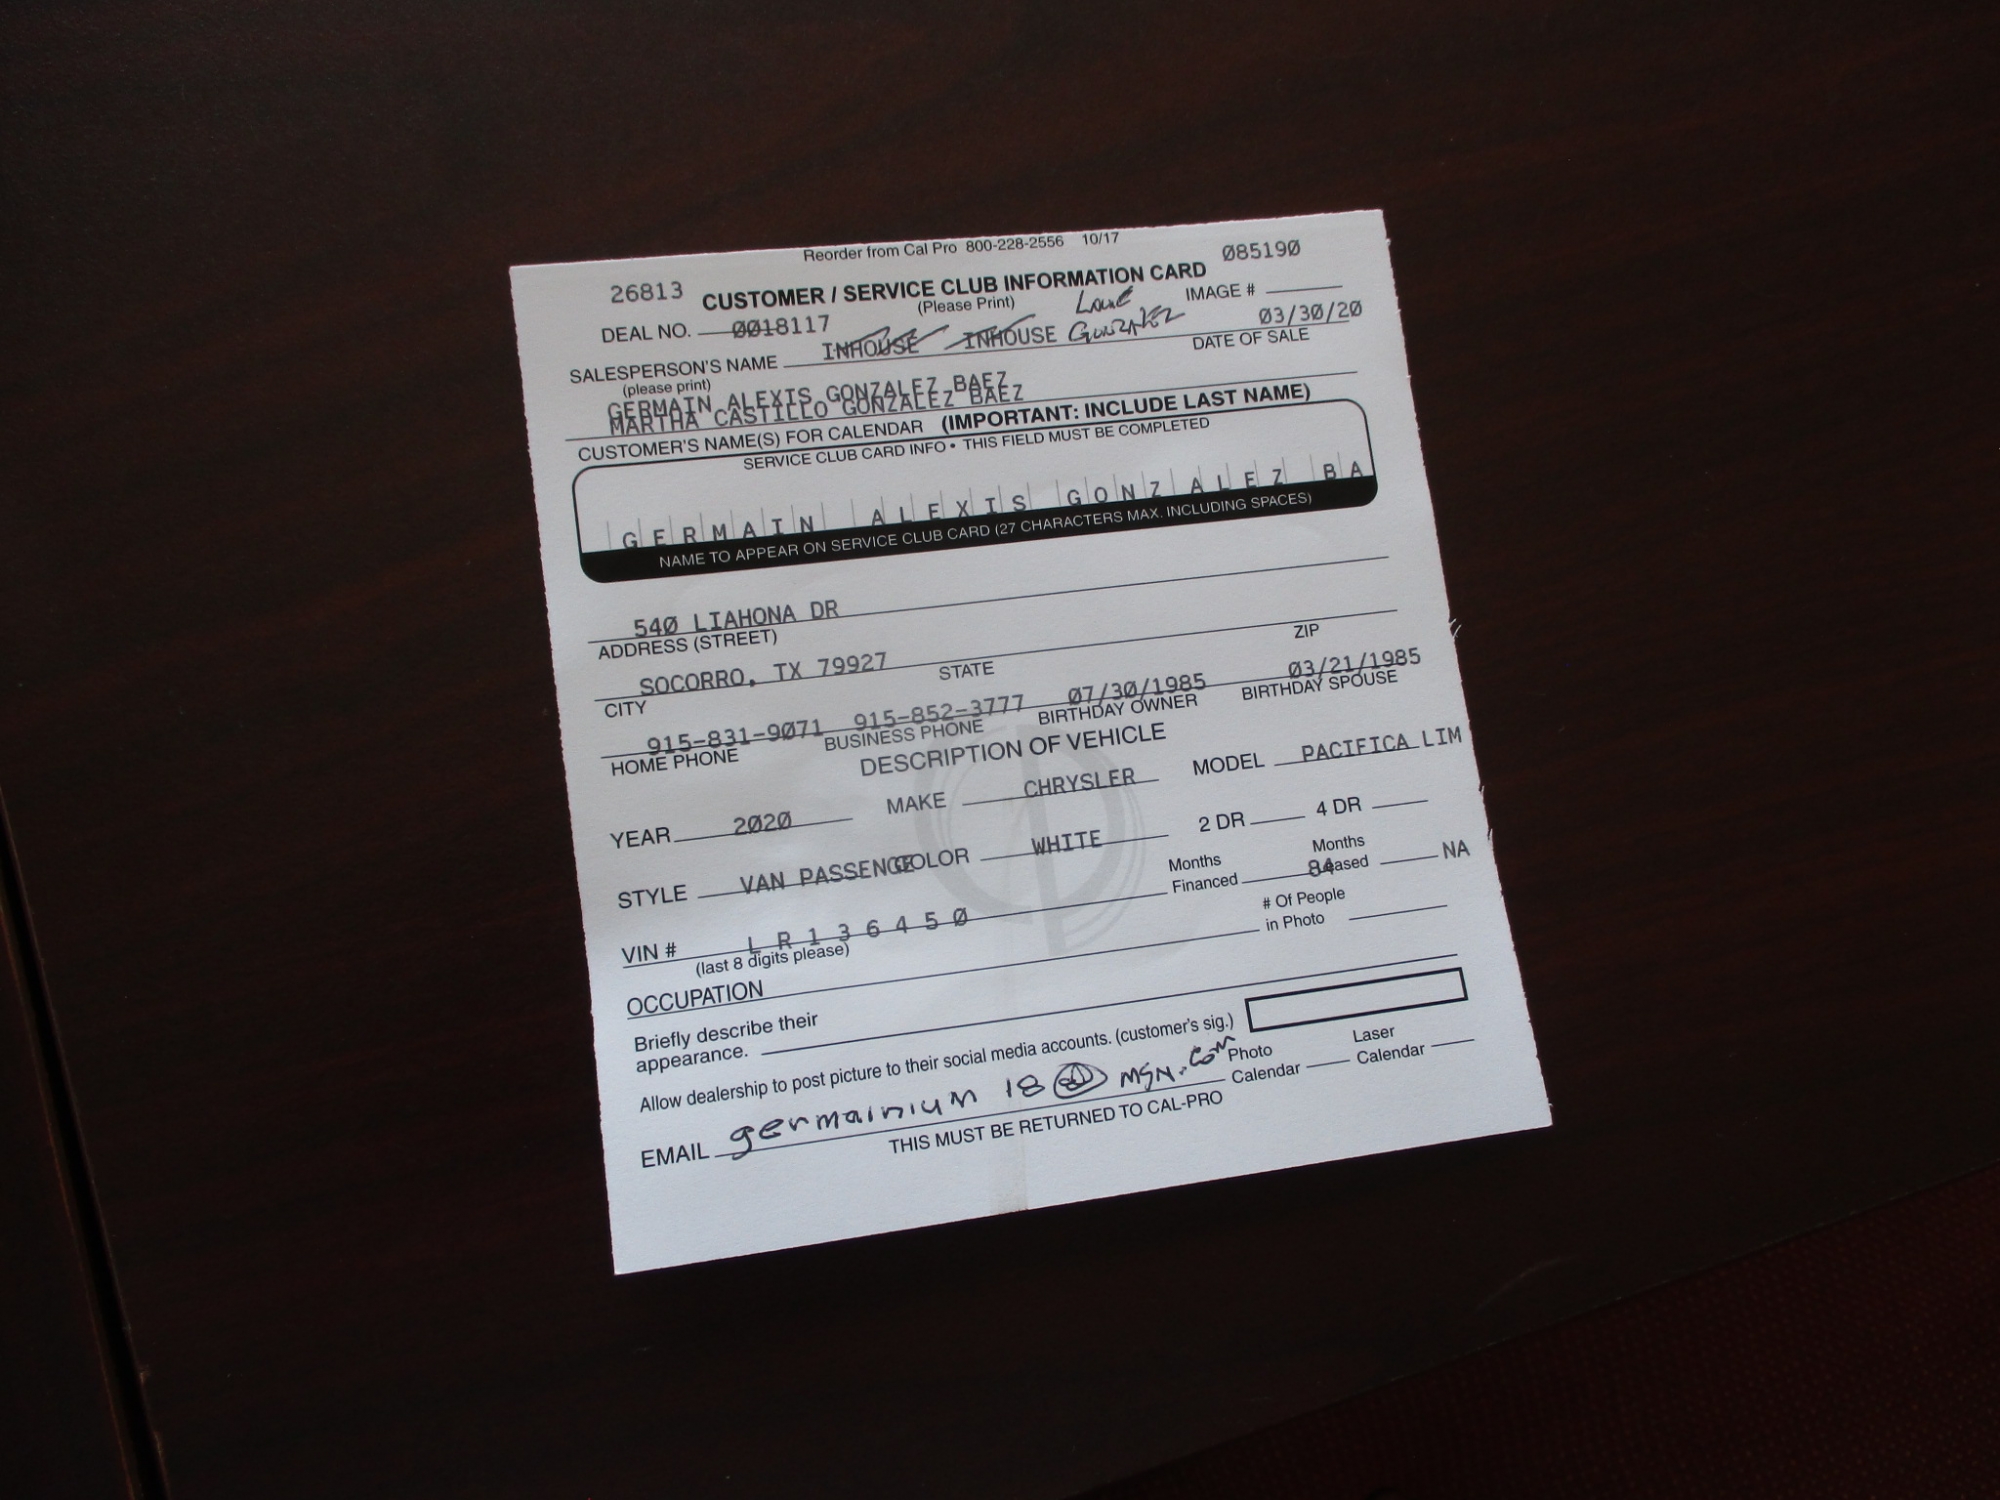 Reorder from Cal Pro 800-228-2556 10/17
26813 085190
CUSTOMER / SERVICE CLUB INFORMATION CARD
(Please Print) IMAGE #
DEAL NO. 0018117
SALESPERSON'S NAME INHOUSE INHOUSE GONZALEZ 03/30/20
(please print) DATE OF SALE
GERMAIN ALEXIS GONZALEZ BAEZ
MARTHA CASTILLO GONZALEZ BAEZ
CUSTOMER'S NAME(S) FOR CALENDAR (IMPORTANT: INCLUDE LAST NAME)
SERVICE CLUB CARD INFO • THIS FIELD MUST BE COMPLETED
GERMAIN ALEXIS GONZALEZ BA
NAME TO APPEAR ON SERVICE CLUB CARD (27 CHARACTERS MAX. INCLUDING SPACES)
540 LIAHONA DR
ADDRESS (STREET)
SOCORRO, TX 79927
CITY STATE ZIP
915-831-9071 915-852-3777 07/30/1985 03/21/1985
HOME PHONE BUSINESS PHONE BIRTHDAY OWNER BIRTHDAY SPOUSE
DESCRIPTION OF VEHICLE
YEAR 2020 MAKE CHRYSLER MODEL PACIFICA LIM
STYLE VAN PASSENGE COLOR WHITE 2 DR 4 DR
VIN # L R136450 Months Financed 84 Months Leased NA
(last 8 digits please)
OCCUPATION # Of People in Photo
Briefly describe their
appearance.
Allow dealership to post picture to their social media accounts. (customer's sig.)
EMAIL germainium18@msn.com Photo Calendar Laser Calendar
THIS MUST BE RETURNED TO CAL-PRO